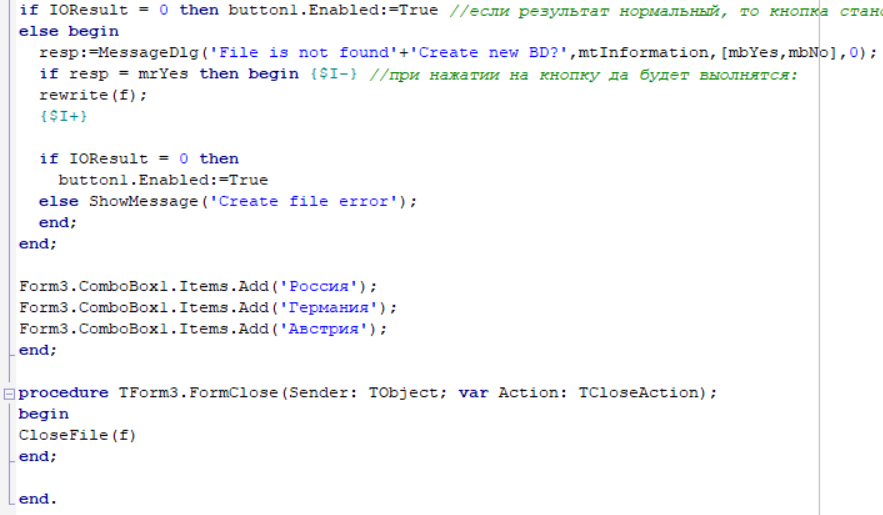 if IOResult = 0 then button1.Enabled:=True //если результат нормальный, то кнопка
else begin
resp:=MessageDlg('File is not found'+'Create new BD?',mtInformation,[mbYes,mbNo],0);
if resp = mrYes then begin {$I-} //при нажатии на кнопку да будет выолнятся:
rewrite(f);
{$I+}
if IOResult = 0 then
button1.Enabled:=True
else ShowMessage('Create file error');
end;
end;
Form3.ComboBox1.Items.Add('Россия');
Form3.ComboBox1.Items.Add('Германия');
Form3.ComboBox1.Items.Add('Австрия');
end;
procedure TForm3.FormClose(Sender: TObject; var Action: TCloseAction);
begin
CloseFile(f)
end;
end.